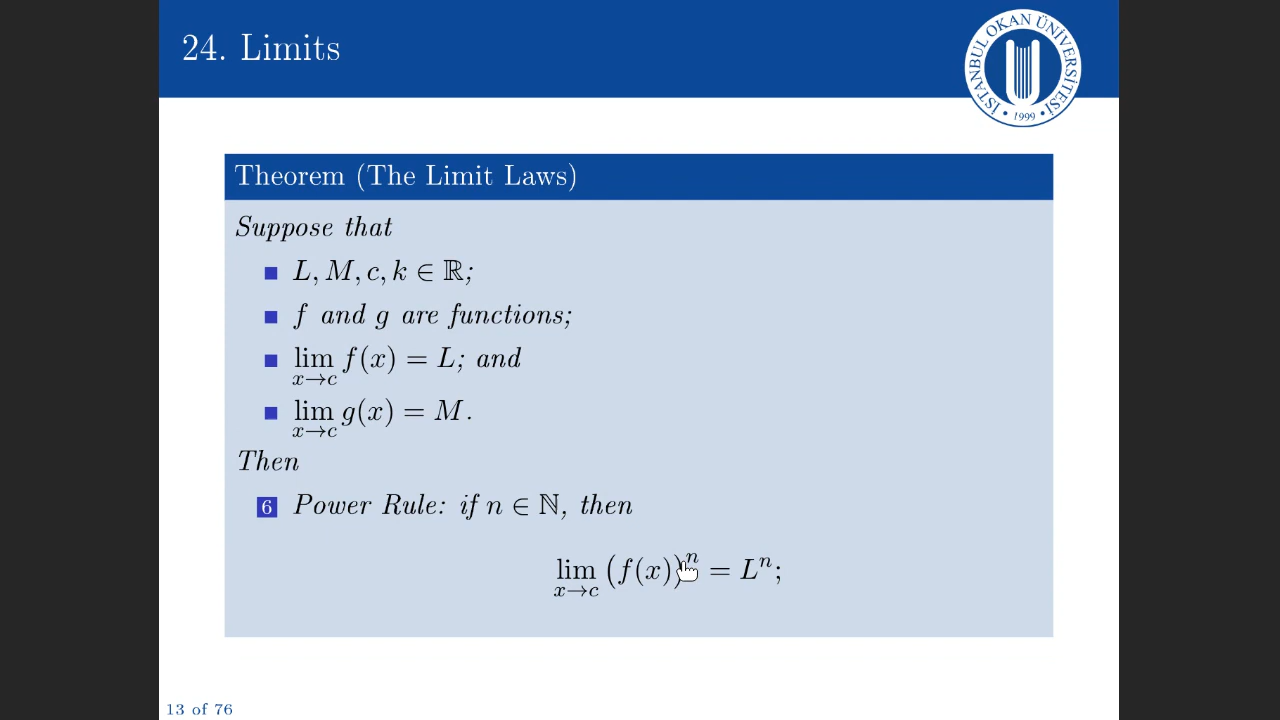 24. Limits
İSTANBUL OKAN ÜNİVERSİTESİ
• 1999 •
Theorem (The Limit Laws)
Suppose that
L, M, c, k ∈ ℝ;
f and g are functions;
lim x→c f(x) = L; and
lim x→c g(x) = M.
Then
6 Power Rule: if n ∈ ℕ, then
lim x→c (f(x))ⁿ = Lⁿ;
13 of 76